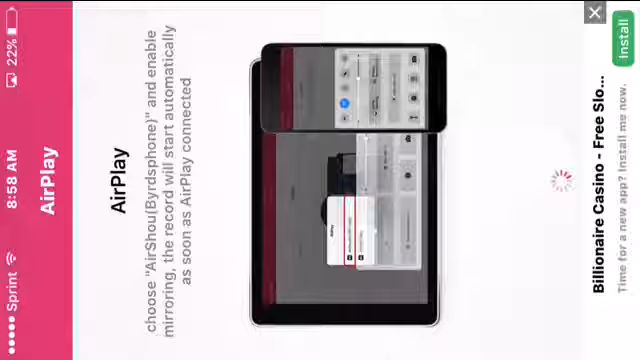 ●●●●● Sprint 8:58 AM 22%
AirPlay
AirPlay
choose "AirShou(Byrdsphone)" and enable
mirroring, the record will start automatically
as soon as AirPlay connected
Billionaire Casino - Free Slo...
Time for a new app? Install me now.
Install